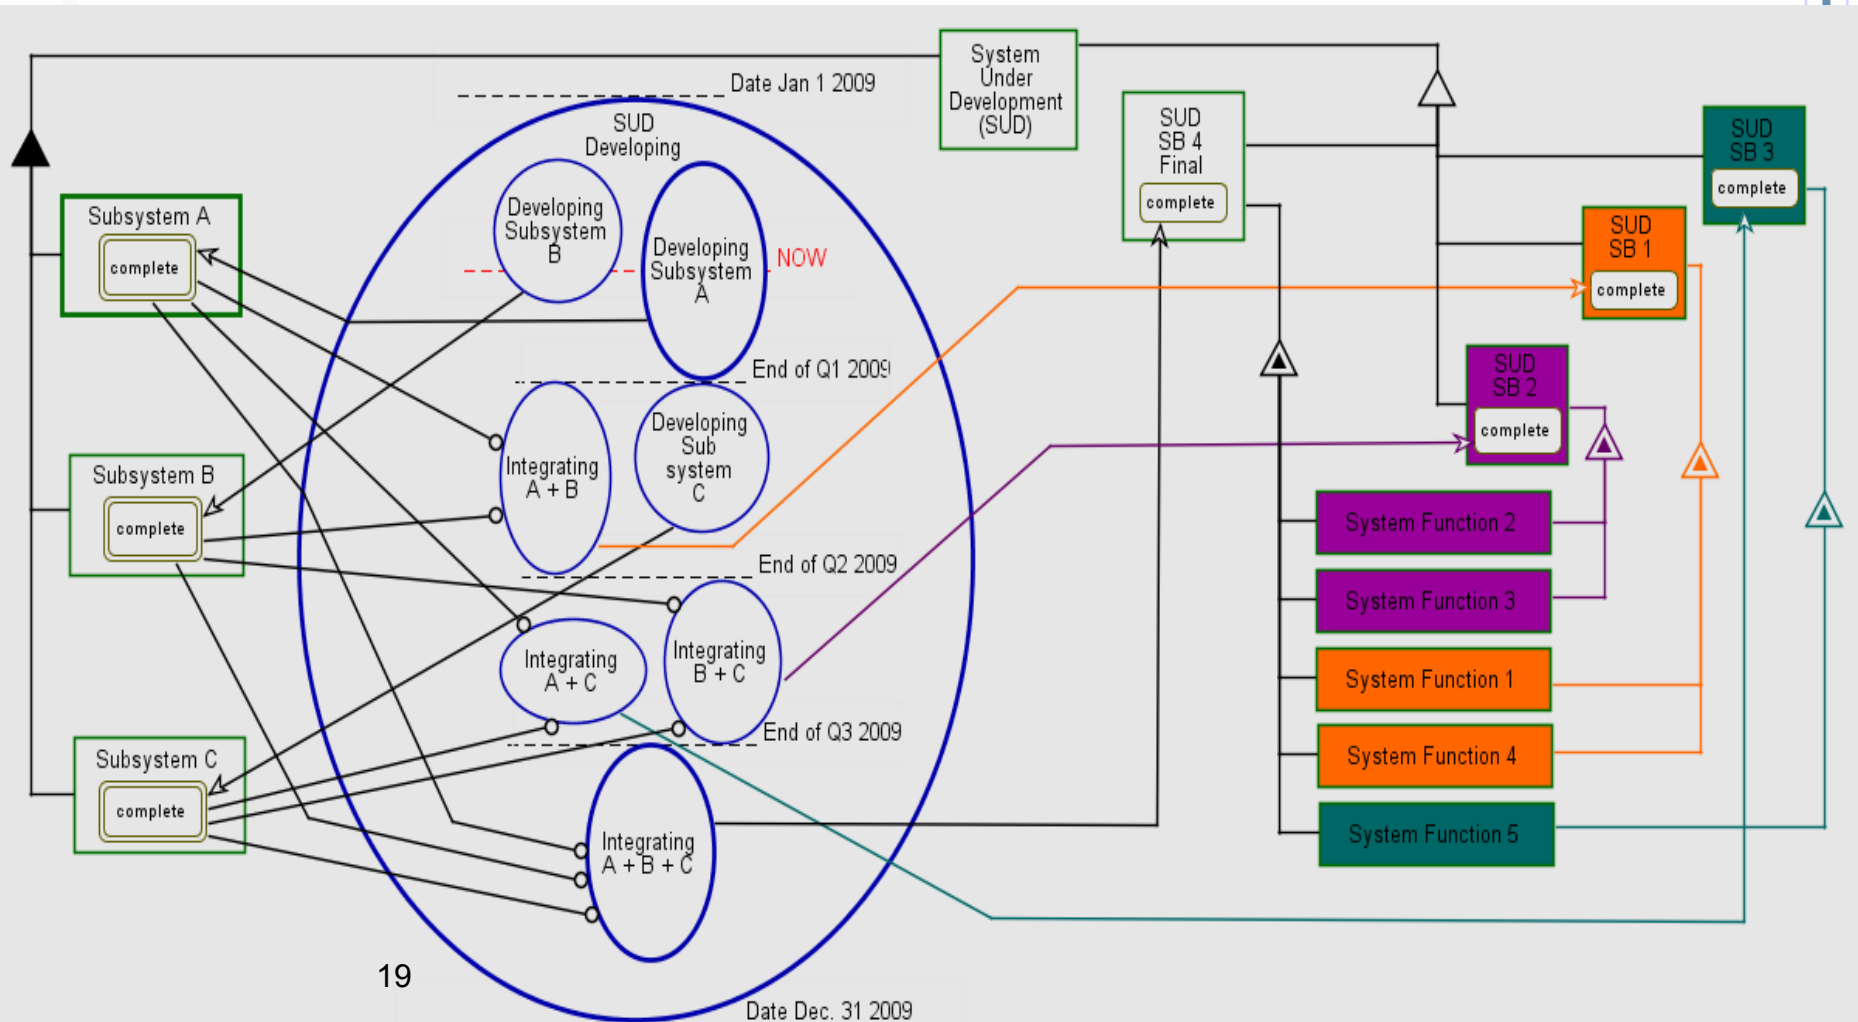 System
Under
Development
(SUD)
Date Jan 1 2009
SUD
Developing
Developing
Subsystem
B
Developing
Subsystem
A
NOW
Subsystem A
complete
SUD
SB 4
Final
complete
SUD
SB 3
complete
SUD
SB 1
complete
End of Q1 2009
SUD
SB 2
complete
Developing
Sub
system
C
Integrating
A + B
Subsystem B
complete
System Function 2
End of Q2 2009
System Function 3
Integrating
A + C
Integrating
B + C
System Function 1
End of Q3 2009
System Function 4
Subsystem C
complete
System Function 5
Integrating
A + B + C
19
Date Dec. 31 2009